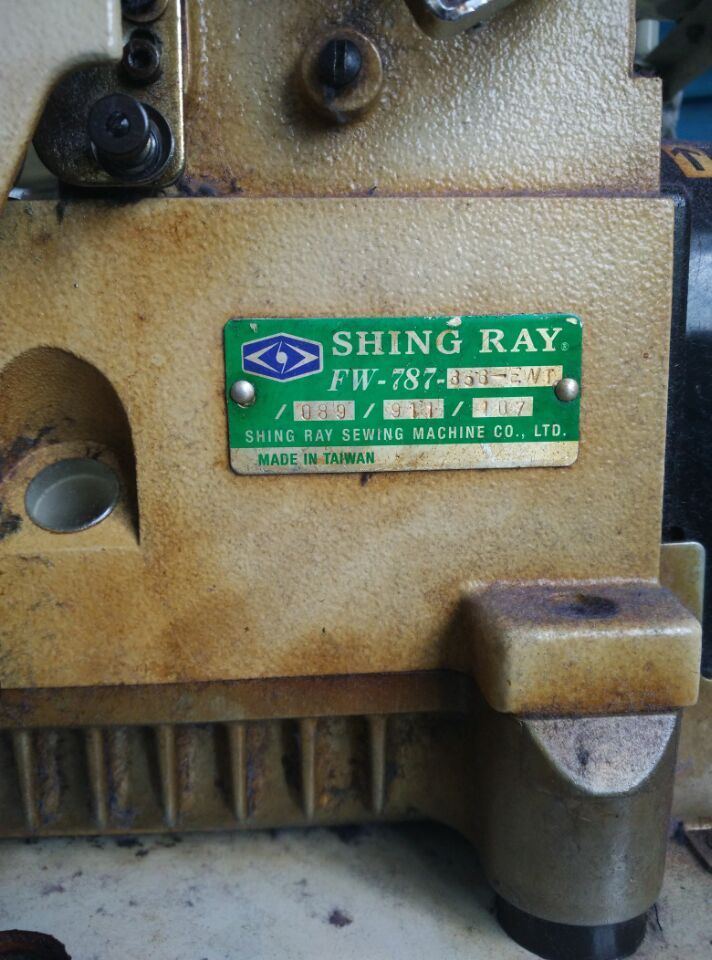 SHING RAY®
FW-787-
/ 089 / 911 / 107
SHING RAY SEWING MACHINE CO., LTD.
MADE IN TAIWAN